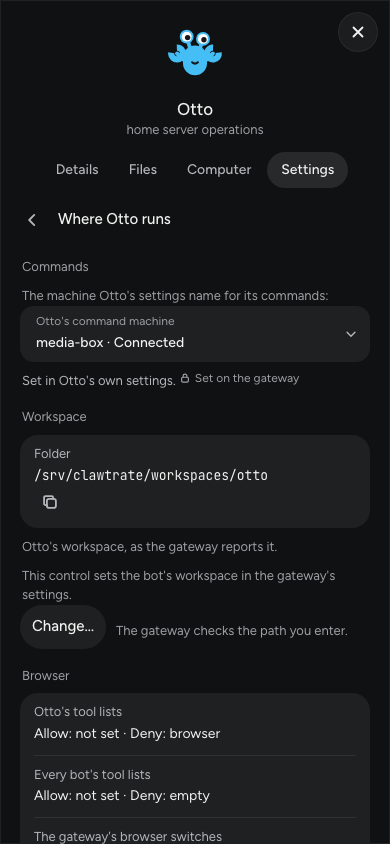 Otto
home server operations
Details Files Computer Settings
Where Otto runs
Commands
The machine Otto's settings name for its commands:
Otto's command machine
media-box · Connected
Set in Otto's own settings. Set on the gateway
Workspace
Folder
/srv/clawtrate/workspaces/otto
Otto's workspace, as the gateway reports it.
This control sets the bot's workspace in the gateway's
settings.
Change... The gateway checks the path you enter.
Browser
Otto's tool lists
Allow: not set · Deny: browser
Every bot's tool lists
Allow: not set · Deny: empty
The gateway's browser switches